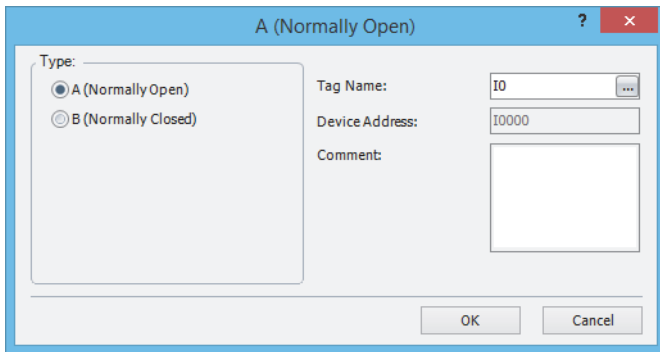 A (Normally Open)
?
×
Type:
A (Normally Open)
B (Normally Closed)
Tag Name:
I0
...
Device Address:
I0000
Comment:
OK
Cancel